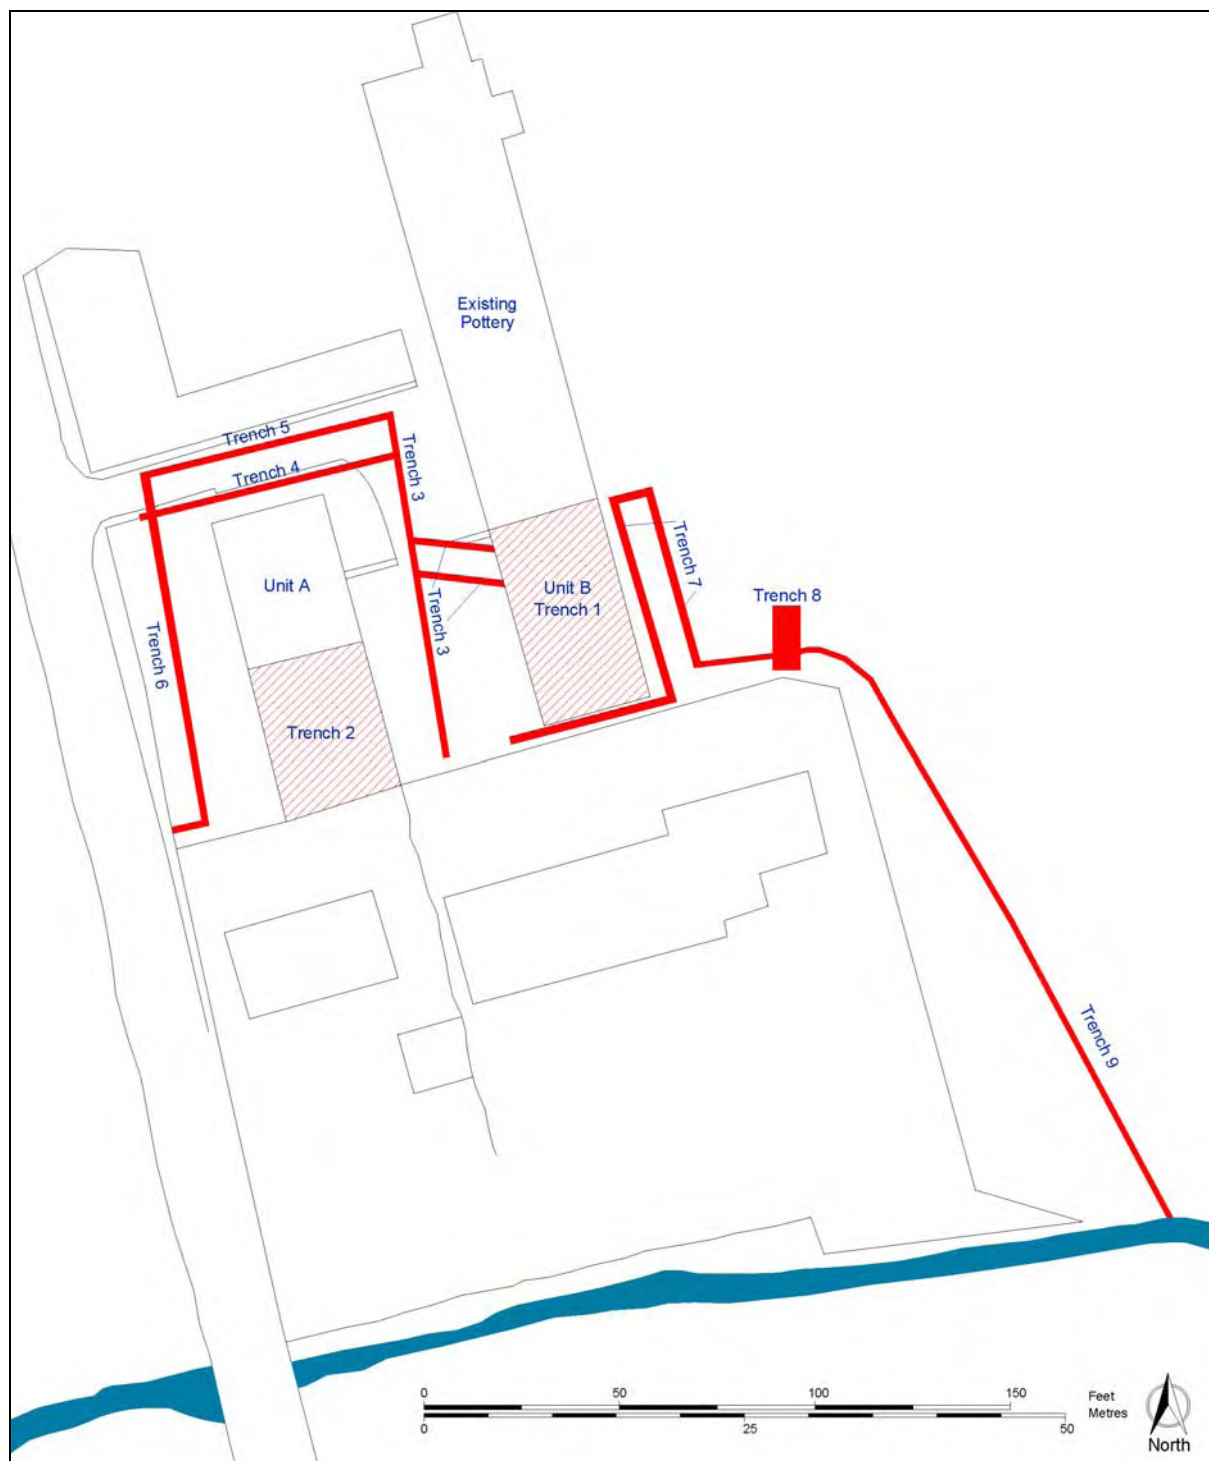 Existing
Pottery
Trench 5
Trench 4
Trench 3
Unit A
Unit B
Trench 1
Trench 7
Trench 8
Trench 3
Trench 6
Trench 2
Trench 9
0 50 100 150 Feet
Metres
0 25 50
North